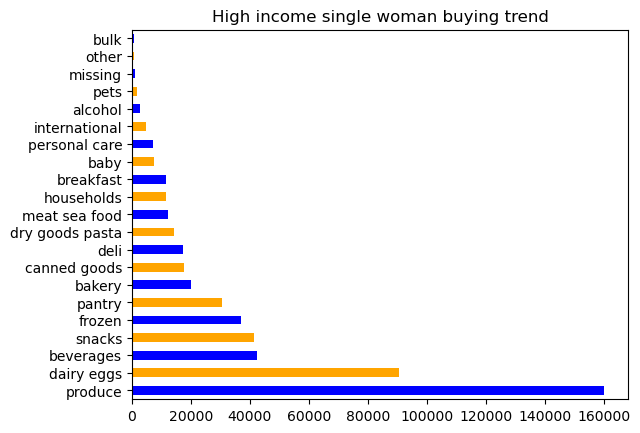 High income single woman buying trend
bulk
other
missing
pets
alcohol
international
personal care
baby
breakfast
households
meat sea food
dry goods pasta
deli
canned goods
bakery
pantry
frozen
snacks
beverages
dairy eggs
produce
0 20000 40000 60000 80000 100000 120000 140000 160000